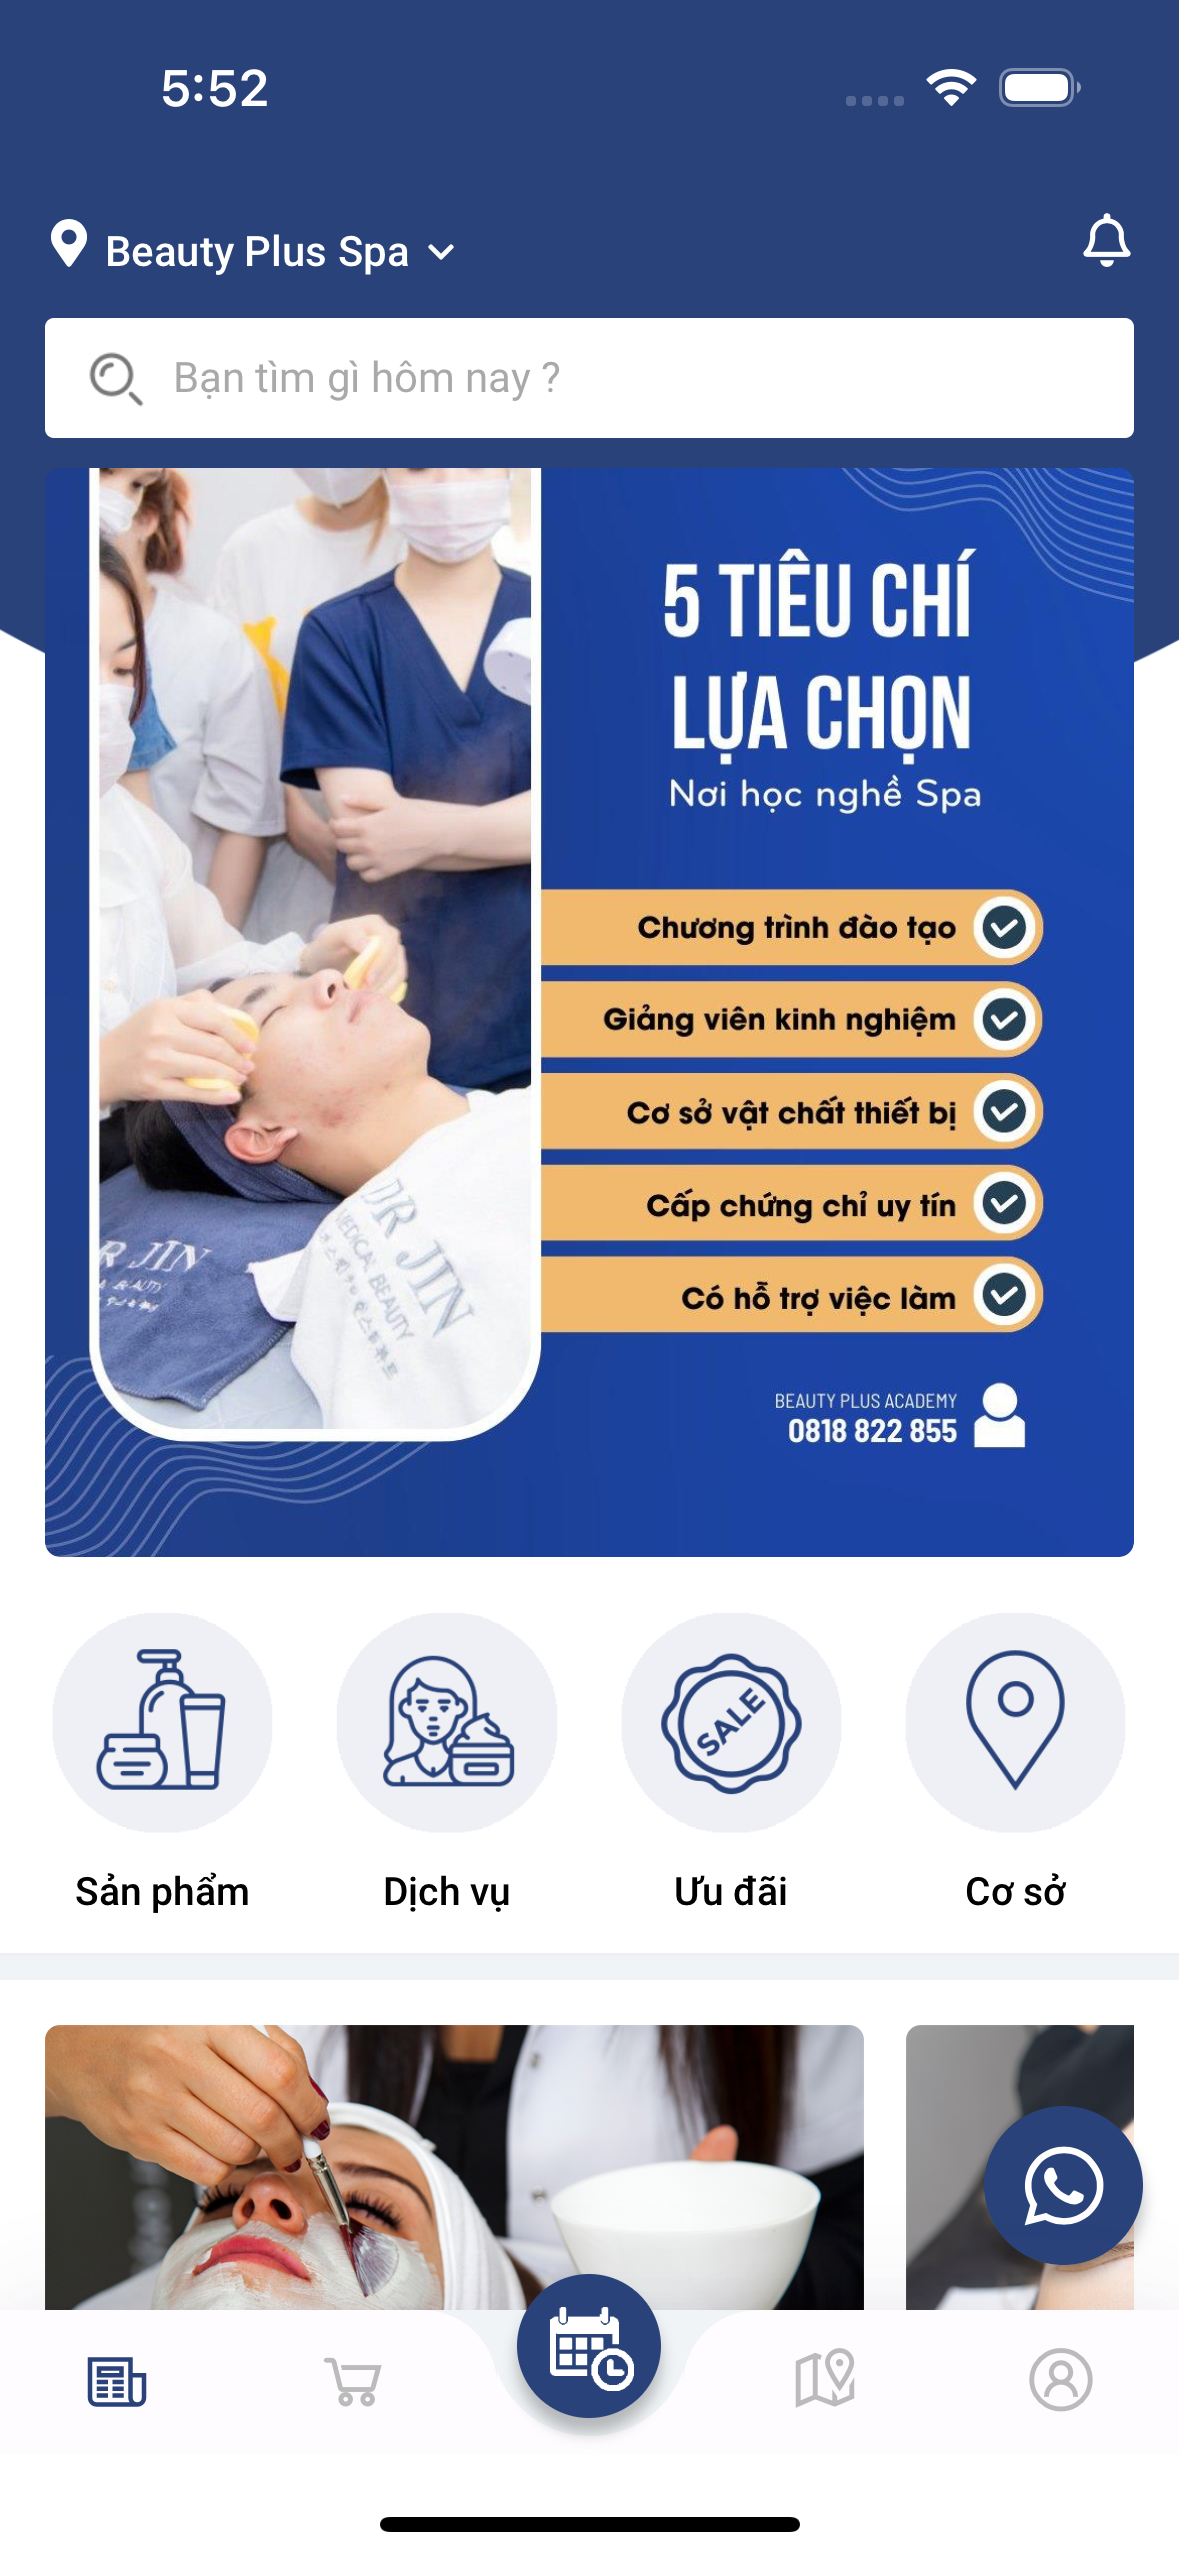 5:52
Beauty Plus Spa
Bạn tìm gì hôm nay ?
5 TIÊU CHÍ
LỰA CHỌN
Nơi học nghề Spa
Chương trình đào tạo
Giảng viên kinh nghiệm
Cơ sở vật chất thiết bị
Cấp chứng chỉ uy tín
Có hỗ trợ việc làm
R JIN
DR JIN
MEDICAL BEAUTY
BEAUTY PLUS ACADEMY
0818 822 855
SALE
Sản phẩm
Dịch vụ
Ưu đãi
Cơ sở